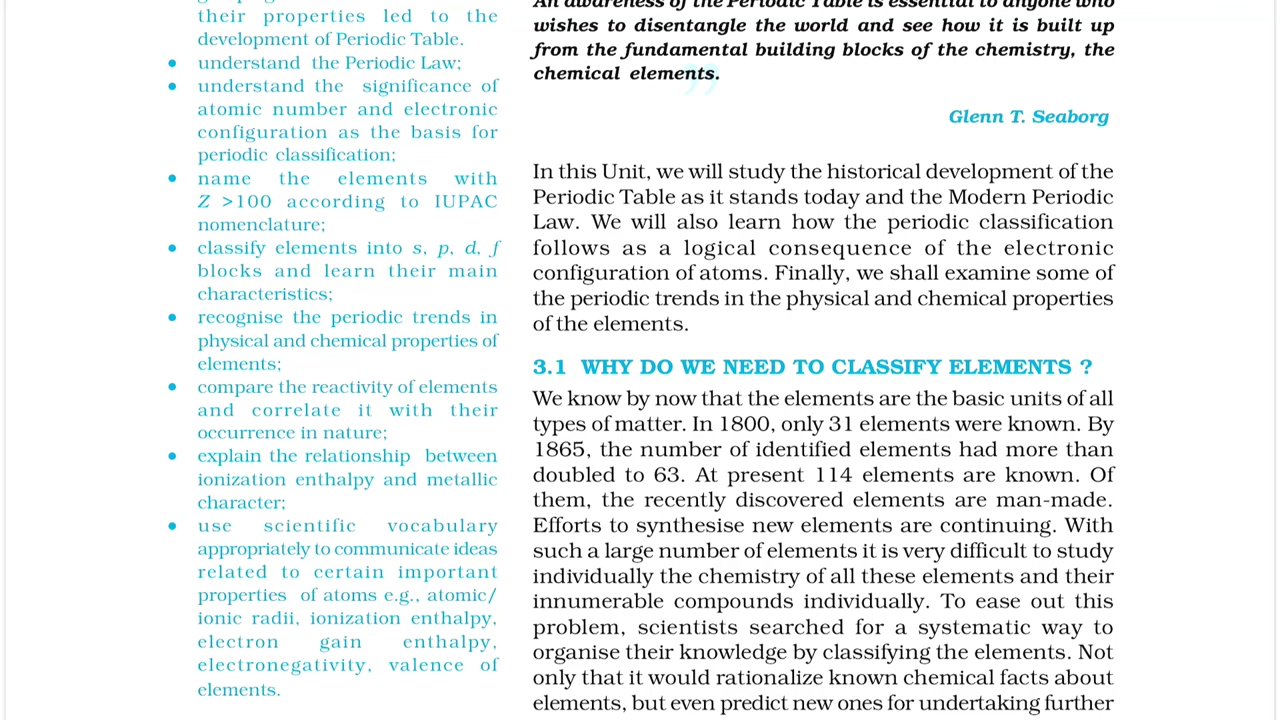 their properties led to the
development of Periodic Table.
• understand the Periodic Law;
• understand the significance of
atomic number and electronic
configuration as the basis for
periodic classification;
• name the elements with
Z >100 according to IUPAC
nomenclature;
• classify elements into s, p, d, f
blocks and learn their main
characteristics;
• recognise the periodic trends in
physical and chemical properties of
elements;
• compare the reactivity of elements
and correlate it with their
occurrence in nature;
• explain the relationship between
ionization enthalpy and metallic
character;
• use scientific vocabulary
appropriately to communicate ideas
related to certain important
properties of atoms e.g., atomic/
ionic radii, ionization enthalpy,
electron gain enthalpy,
electronegativity, valence of
elements.
An awareness of the Periodic Table is essential to anyone who
wishes to disentangle the world and see how it is built up
from the fundamental building blocks of the chemistry, the
chemical elements.
”
Glenn T. Seaborg
In this Unit, we will study the historical development of the
Periodic Table as it stands today and the Modern Periodic
Law. We will also learn how the periodic classification
follows as a logical consequence of the electronic
configuration of atoms. Finally, we shall examine some of
the periodic trends in the physical and chemical properties
of the elements.
3.1 WHY DO WE NEED TO CLASSIFY ELEMENTS ?
We know by now that the elements are the basic units of all
types of matter. In 1800, only 31 elements were known. By
1865, the number of identified elements had more than
doubled to 63. At present 114 elements are known. Of
them, the recently discovered elements are man-made.
Efforts to synthesise new elements are continuing. With
such a large number of elements it is very difficult to study
individually the chemistry of all these elements and their
innumerable compounds individually. To ease out this
problem, scientists searched for a systematic way to
organise their knowledge by classifying the elements. Not
only that it would rationalize known chemical facts about
elements, but even predict new ones for undertaking further